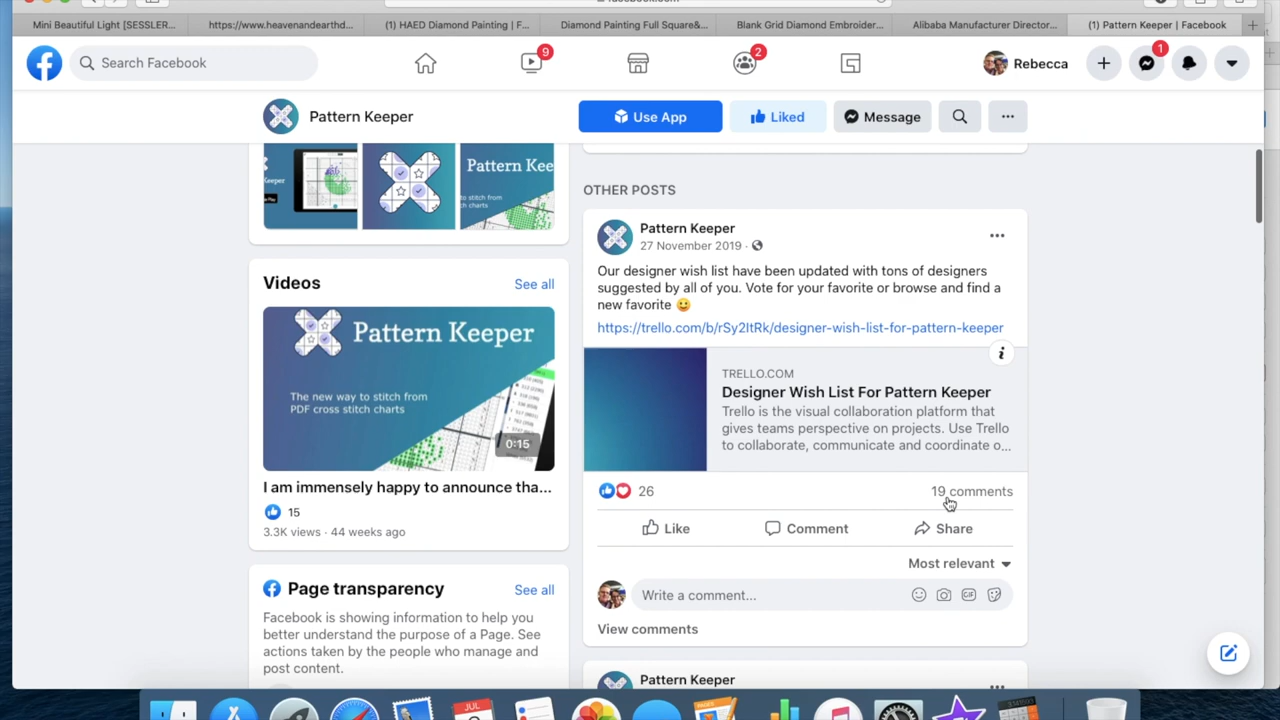 facebook.com
Mini Beautiful Light [SESSLER... https://www.heavenandearthd... (1) HAED Diamond Painting | F... Diamond Painting Full Square&... Blank Grid Diamond Embroider... Alibaba Manufacturer Director... (1) Pattern Keeper | Facebook
Search Facebook 9 2 Rebecca 1
Pattern Keeper Use App Liked Message
Pattern Kee
to stitch from
charts
Videos See all
Pattern Keeper
The new way to stitch from
PDF cross stitch charts
0:15
I am immensely happy to announce tha...
15
3.3K views · 44 weeks ago
Page transparency See all
Facebook is showing information to help you
better understand the purpose of a Page. See
actions taken by the people who manage and
post content.
OTHER POSTS
Pattern Keeper
27 November 2019 ·
Our designer wish list have been updated with tons of designers
suggested by all of you. Vote for your favorite or browse and find a
new favorite 😀
https://trello.com/b/rSy2ItRk/designer-wish-list-for-pattern-keeper
TRELLO.COM
Designer Wish List For Pattern Keeper
Trello is the visual collaboration platform that
gives teams perspective on projects. Use Trello
to collaborate, communicate and coordinate o...
26 19 comments
Like Comment Share
Most relevant
Write a comment... GIF
View comments
Pattern Keeper
JUL